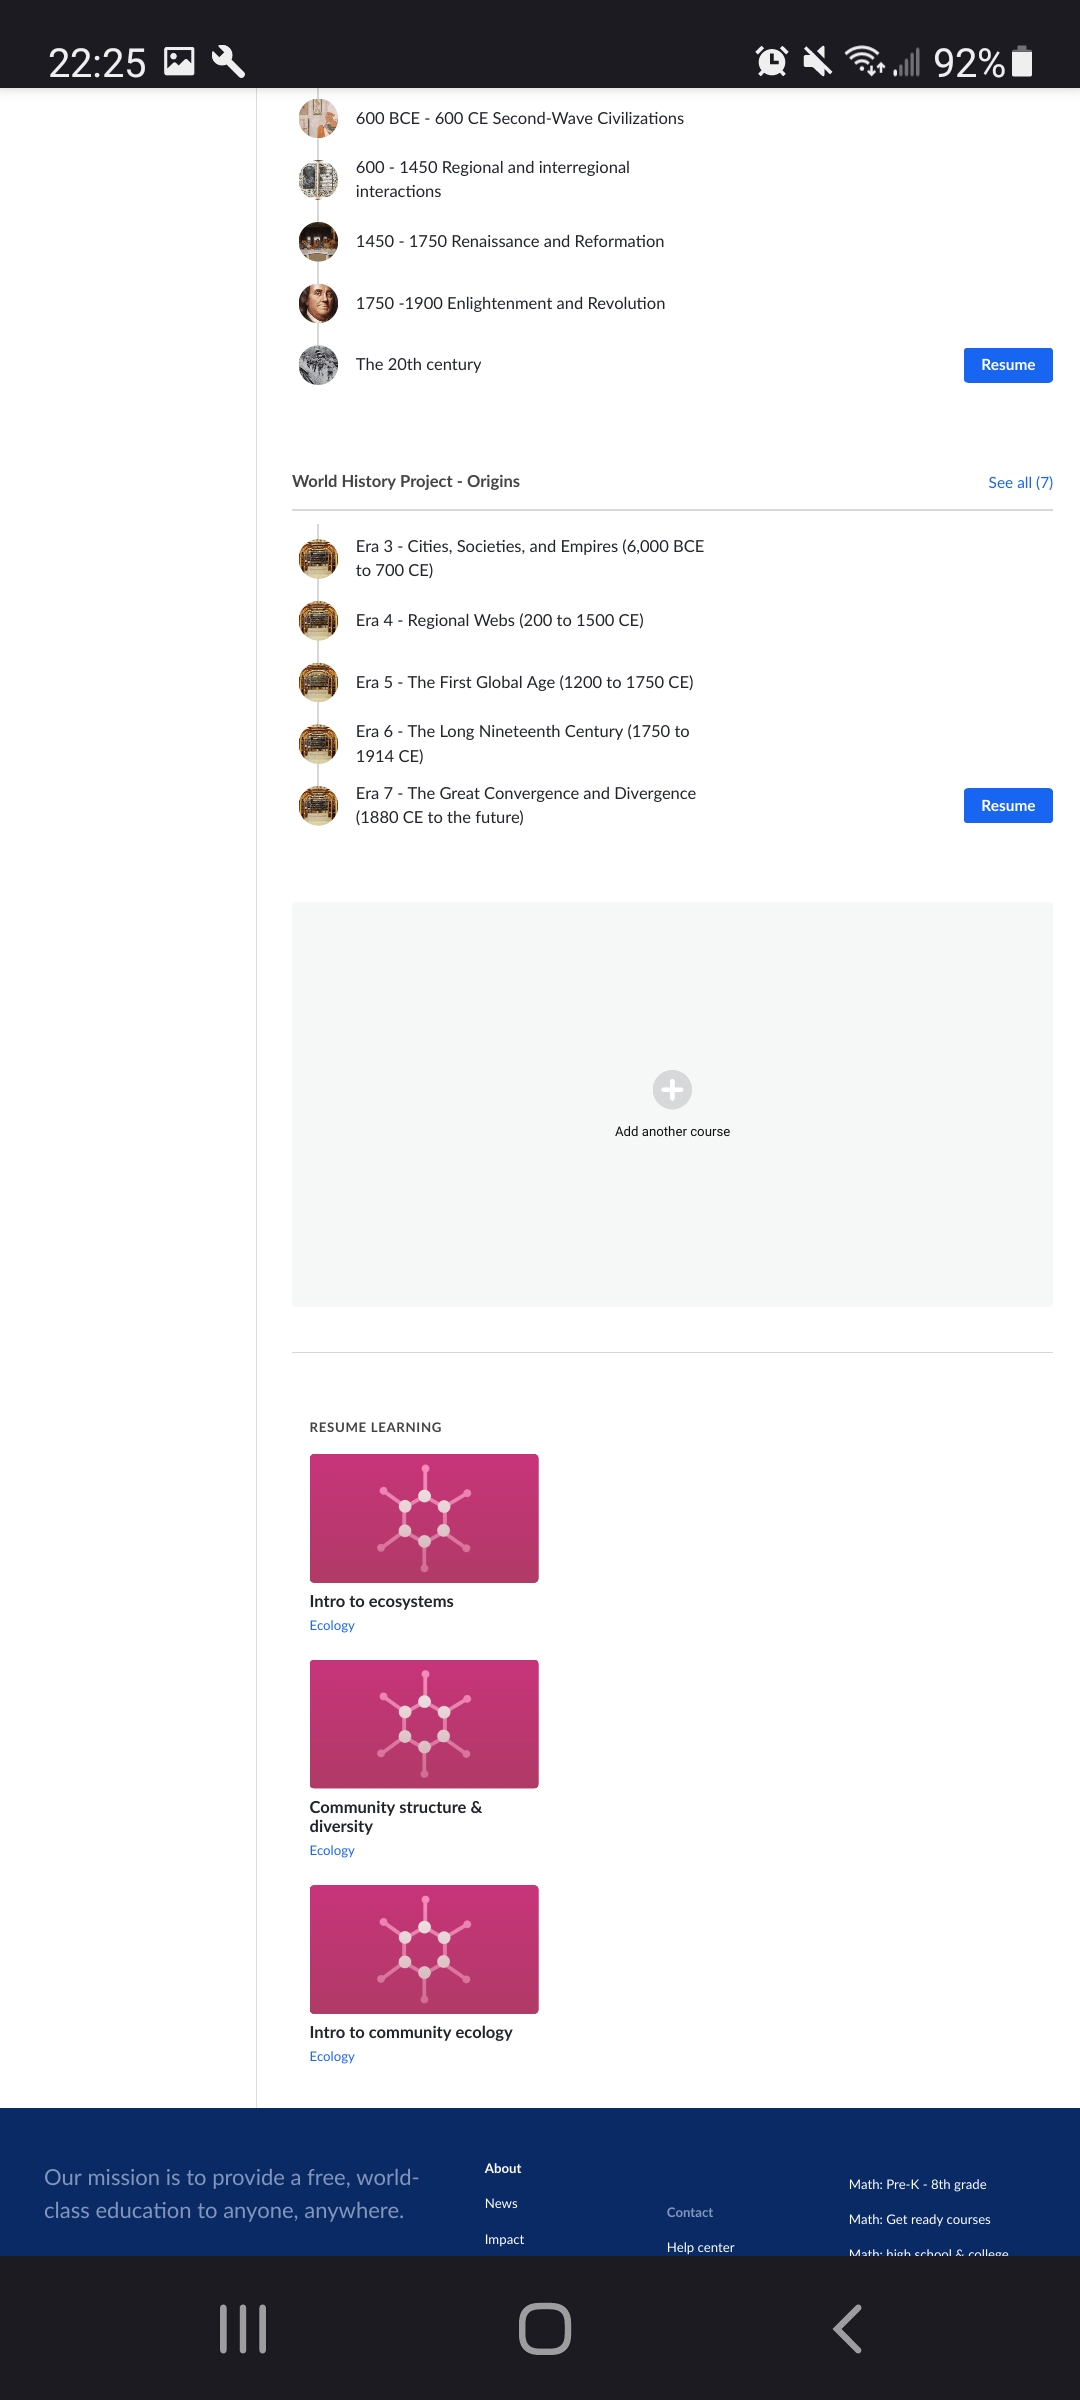 22:25
92%
600 BCE - 600 CE Second-Wave Civilizations
600 - 1450 Regional and interregional
interactions
1450 - 1750 Renaissance and Reformation
1750 -1900 Enlightenment and Revolution
The 20th century
Resume
World History Project - Origins
See all (7)
Era 3 - Cities, Societies, and Empires (6,000 BCE
to 700 CE)
Era 4 - Regional Webs (200 to 1500 CE)
Era 5 - The First Global Age (1200 to 1750 CE)
Era 6 - The Long Nineteenth Century (1750 to
1914 CE)
Era 7 - The Great Convergence and Divergence
(1880 CE to the future)
Resume
Add another course
RESUME LEARNING
Intro to ecosystems
Ecology
Community structure &
diversity
Ecology
Intro to community ecology
Ecology
Our mission is to provide a free, world-
class education to anyone, anywhere.
About
News
Impact
Contact
Help center
Math: Pre-K - 8th grade
Math: Get ready courses
Math: high school & college